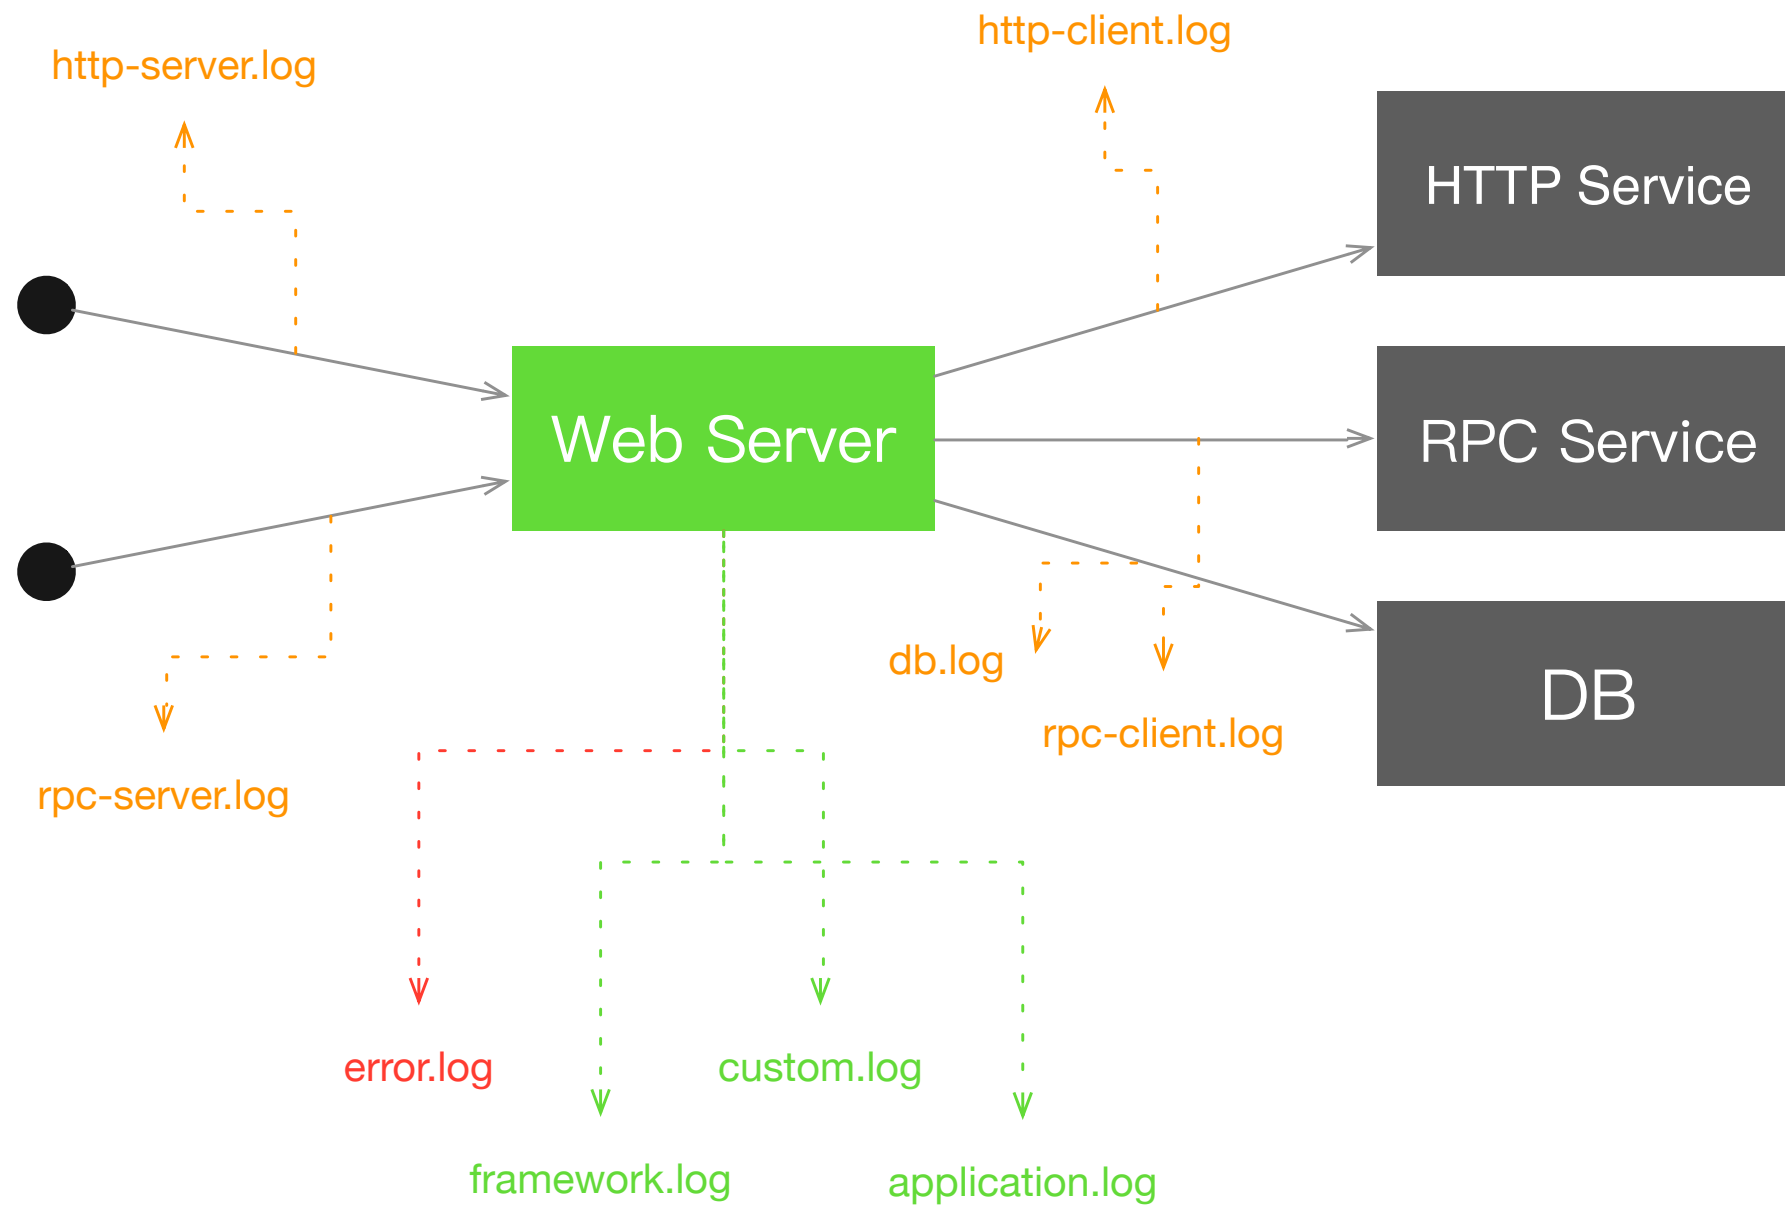 http-client.log
http-server.log
HTTP Service
Web Server
RPC Service
db.log
DB
rpc-client.log
rpc-server.log
error.log
custom.log
framework.log
application.log